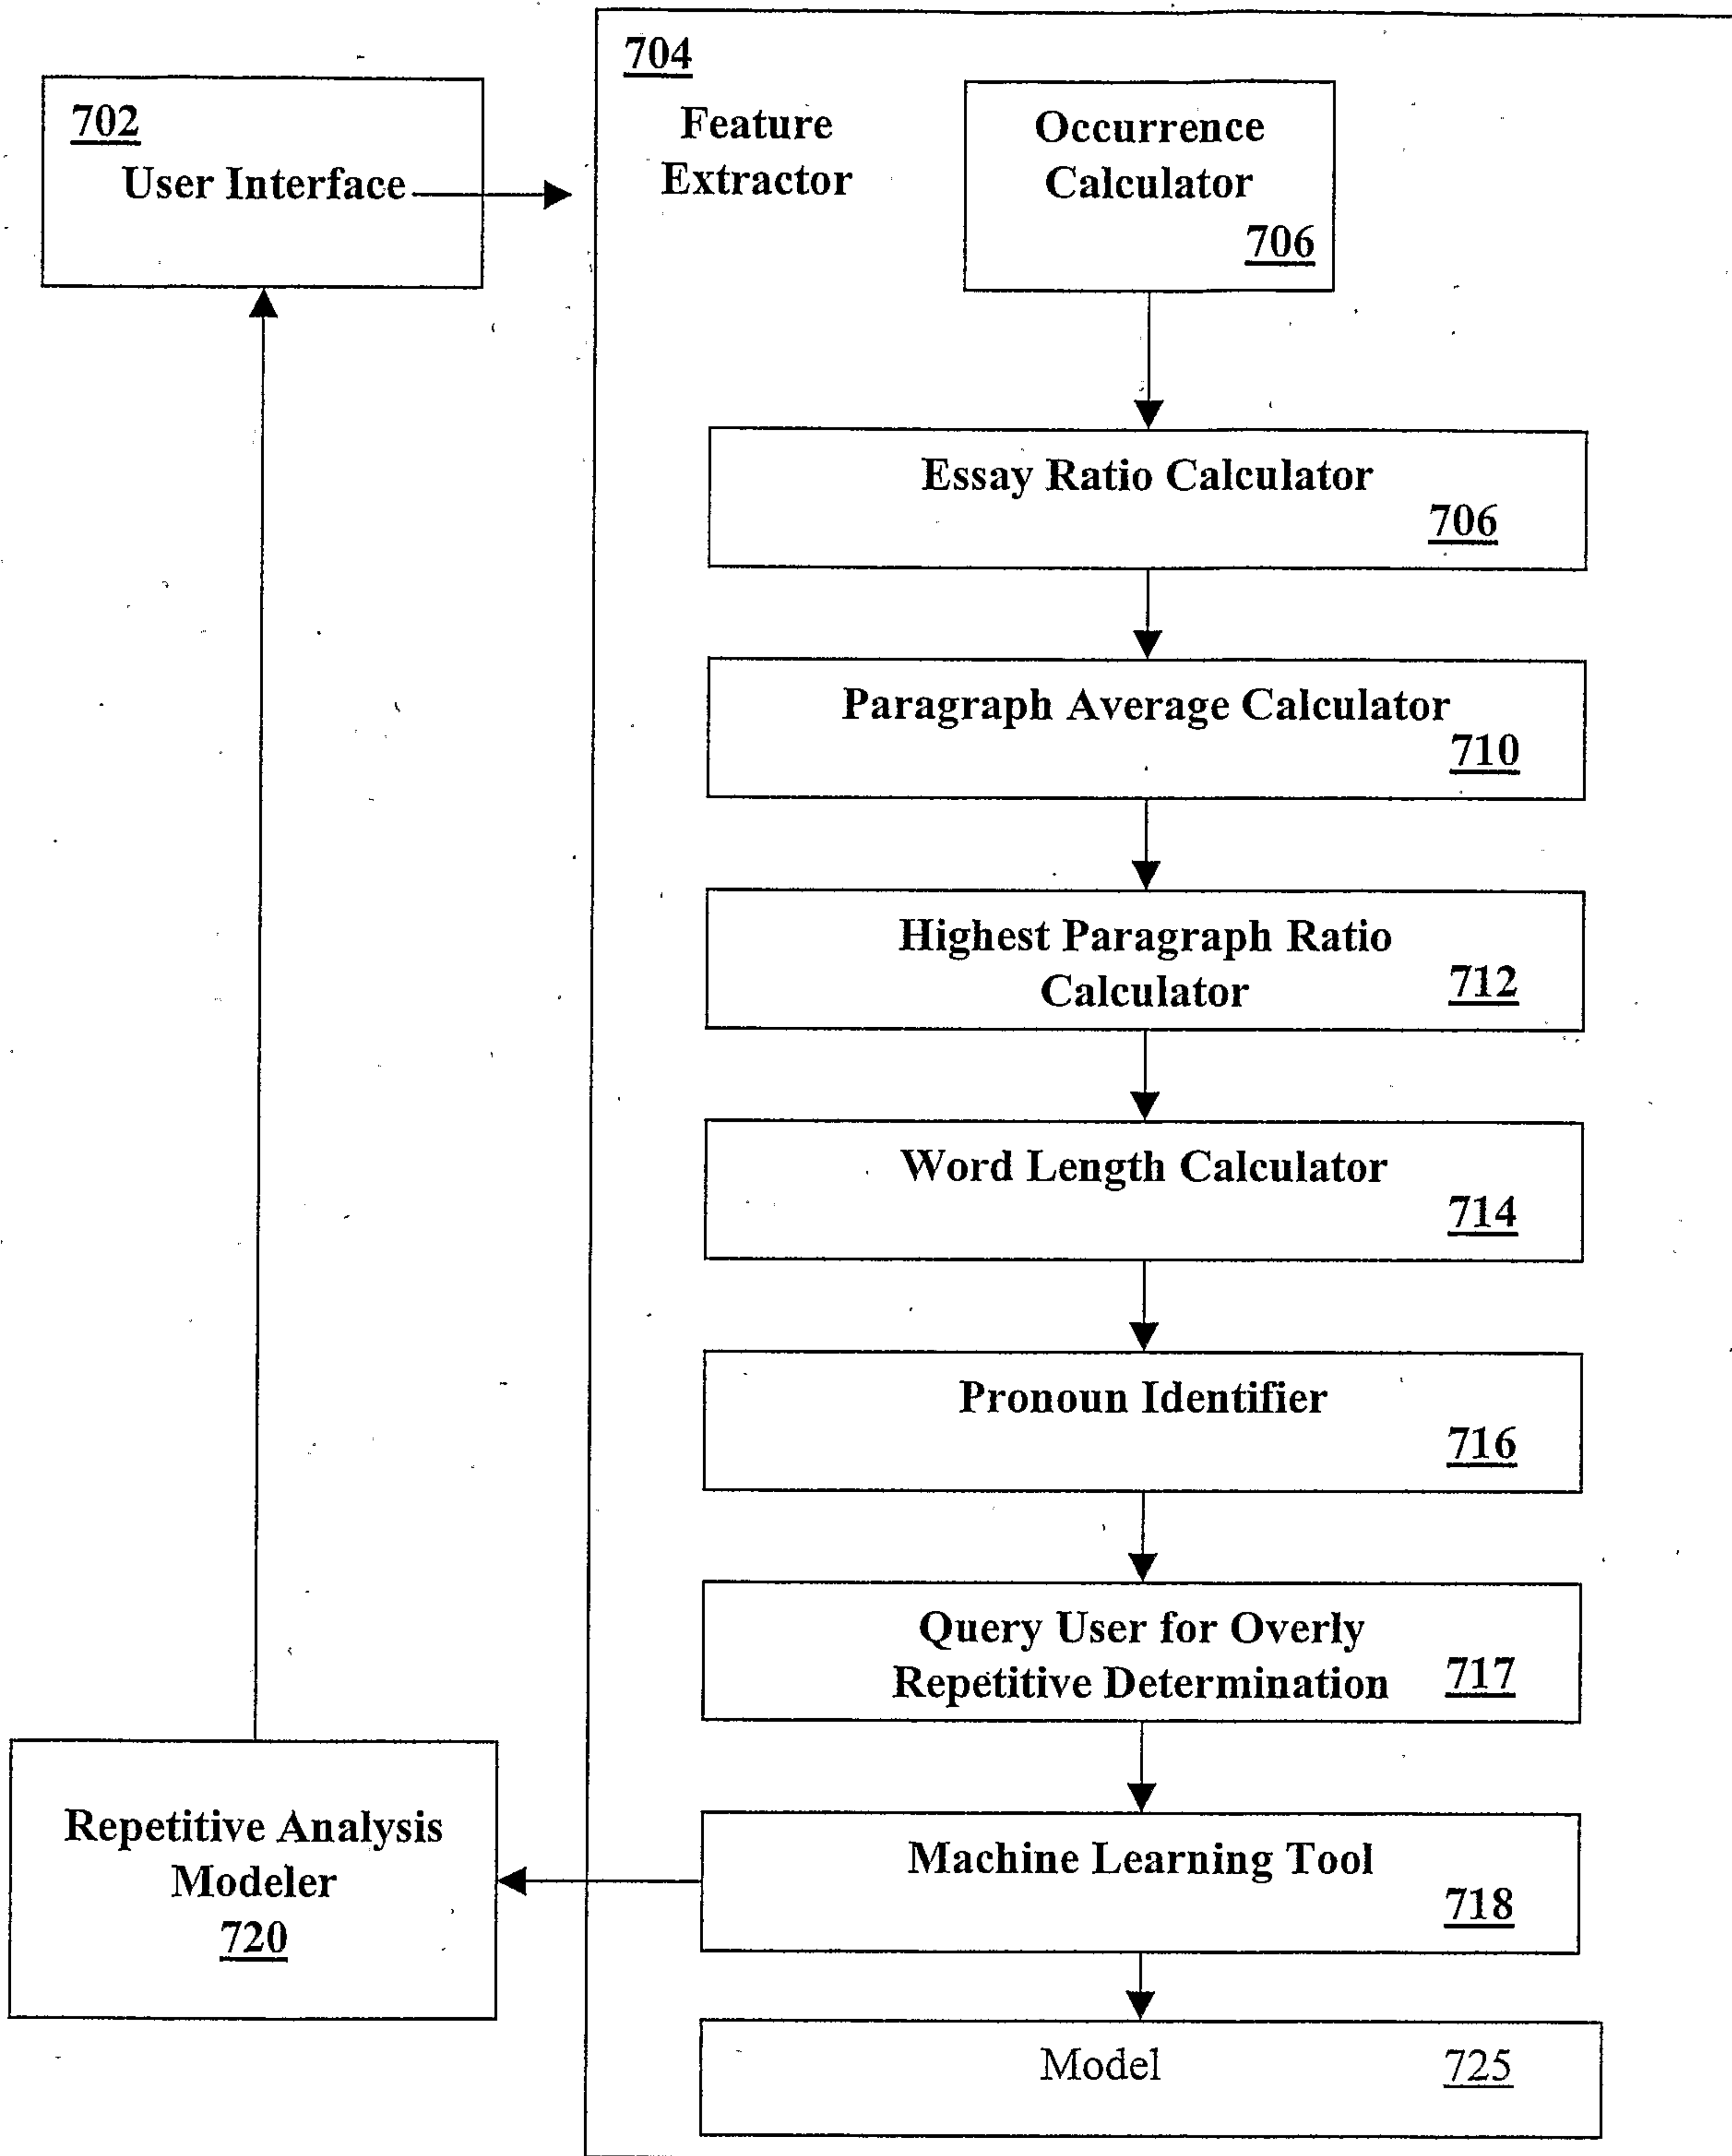 702
User Interface
704
Feature
Extractor
Occurrence
Calculator
706
Essay Ratio Calculator
706
Paragraph Average Calculator
710
Highest Paragraph Ratio
Calculator
712
Word Length Calculator
714
Pronoun Identifier
716
Query User for Overly
Repetitive Determination
717
Machine Learning Tool
718
Repetitive Analysis
Modeler
720
Model
725